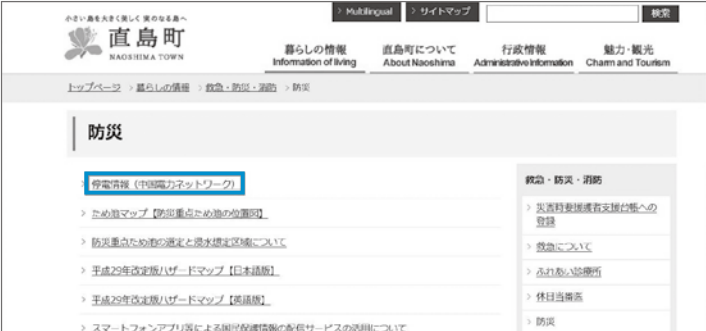 小さい島を大きく美しく 実のなる島へ
直島町
NAOSHIMA TOWN
> Multilingual
> サイトマップ
検索
暮らしの情報
Information of living
直島町について
About Naoshima
行政情報
Administrative Information
魅力・観光
Charm and Tourism
トップページ > 暮らしの情報 > 救急・防災・消防 > 防災
防災
> 停電情報（中国電力ネットワーク）
> ため池マップ【防災重点ため池の位置図】
> 防災重点ため池の選定と浸水想定区域について
> 平成29年改定版ハザードマップ【日本語版】
> 平成29年改定版ハザードマップ【英語版】
> スマートフォンアプリ等による国民保護情報の配信サービスの活用について
救急・防災・消防
> 災害時要援護者支援台帳への
登録
> 救急について
> ふれあい診療所
> 休日当番医
> 防災